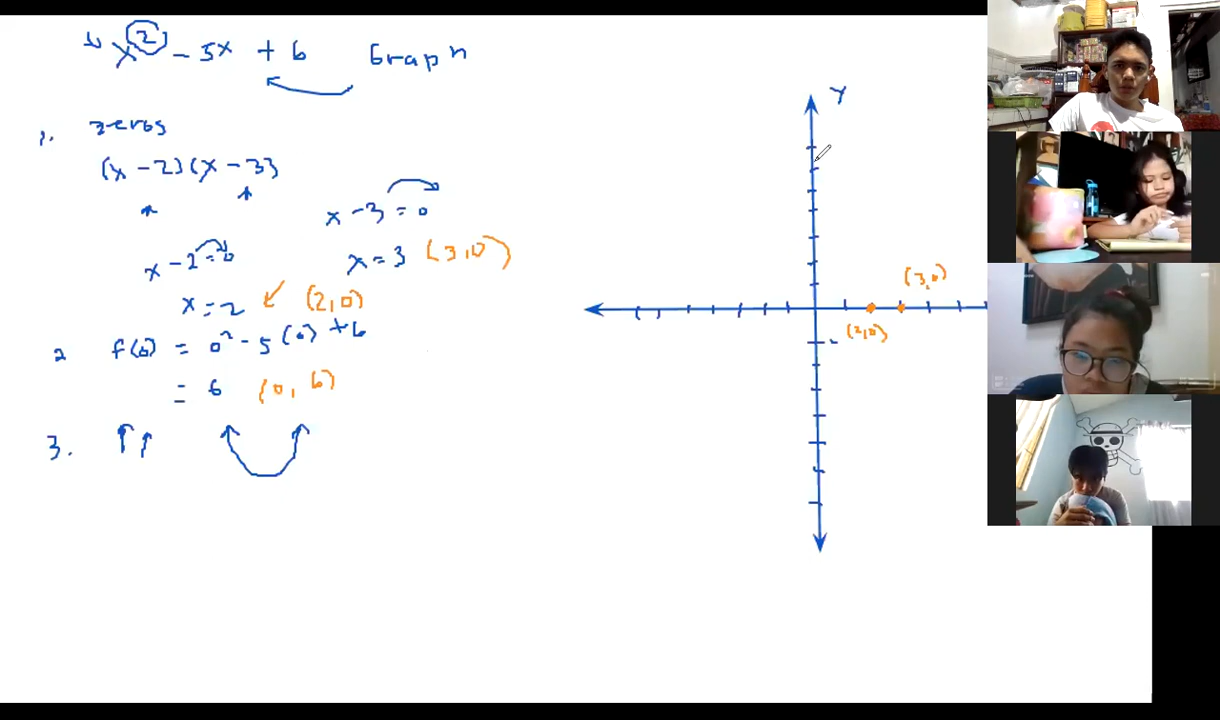 x² - 5x + 6 Graph
1. zeros
(x - 2)(x - 3)
x - 3 = 0
x = 3 (3,0)
x - 2 = 0
x = 2 (2,0)
2 f(0) = 0² - 5(0) + 6
= 6 (0, 6)
3.
Y
(3,0)
(2,0)